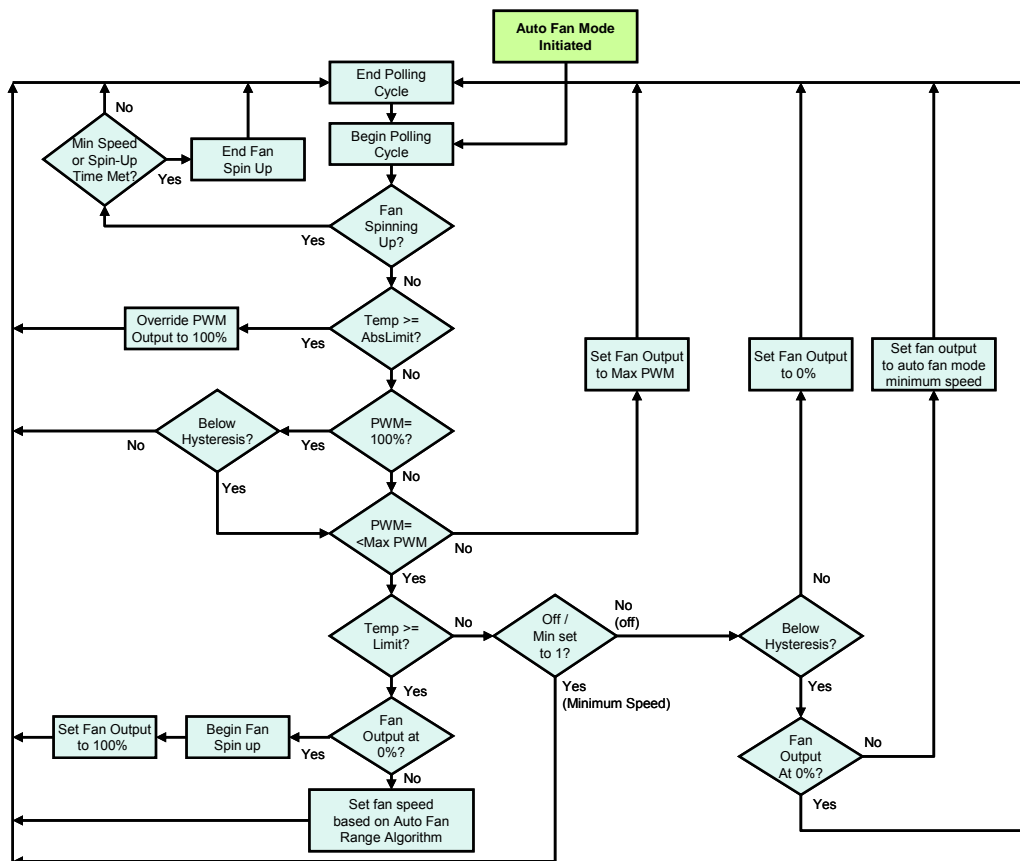 Auto Fan Mode
Initiated
End Polling
Cycle
No
Min Speed
or Spin-Up
Time Met?
Yes
End Fan
Spin Up
Begin Polling
Cycle
Fan
Spinning
Up?
Yes
No
Override PWM
Output to 100%
Yes
Temp >=
AbsLimit?
No
Set Fan Output
to Max PWM
Set Fan Output
to 0%
Set fan output
to auto fan mode
minimum speed
No
Below
Hysteresis?
Yes
Yes
PWM=
100%?
No
PWM=
<Max PWM
No
Yes
Temp >=
Limit?
No
Yes
Off /
Min set
to 1?
No
(off)
Yes
(Minimum Speed)
No
Below
Hysteresis?
Yes
Set Fan Output
to 100%
Begin Fan
Spin up
Yes
Fan
Output at
0%?
No
Fan
Output
At 0%?
No
Yes
Set fan speed
based on Auto Fan
Range Algorithm